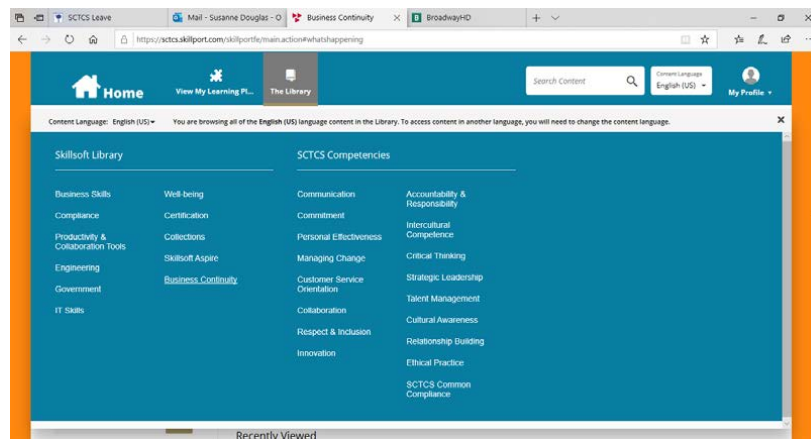 SCTCS Leave
Mail - Susanne Douglas - O
Business Continuity
BroadwayHD
https://sctcs.skillport.com/skillportfe/main.action#whatshappening
Home
View My Learning Pl...
The Library
Search Content
Content Language
English (US)
My Profile
Content Language: English (US)
You are browsing all of the English (US) language content in the Library. To access content in another language, you will need to change the content language.
Skillsoft Library
Business Skills
Compliance
Productivity &
Collaboration Tools
Engineering
Government
IT Skills
Well-being
Certification
Collections
Skillsoft Aspire
Business Continuity
SCTCS Competencies
Communication
Commitment
Personal Effectiveness
Managing Change
Customer Service
Orientation
Collaboration
Respect & Inclusion
Innovation
Accountability &
Responsibility
Intercultural
Competence
Critical Thinking
Strategic Leadership
Talent Management
Cultural Awareness
Relationship Building
Ethical Practice
SCTCS Common
Compliance
Recently Viewed